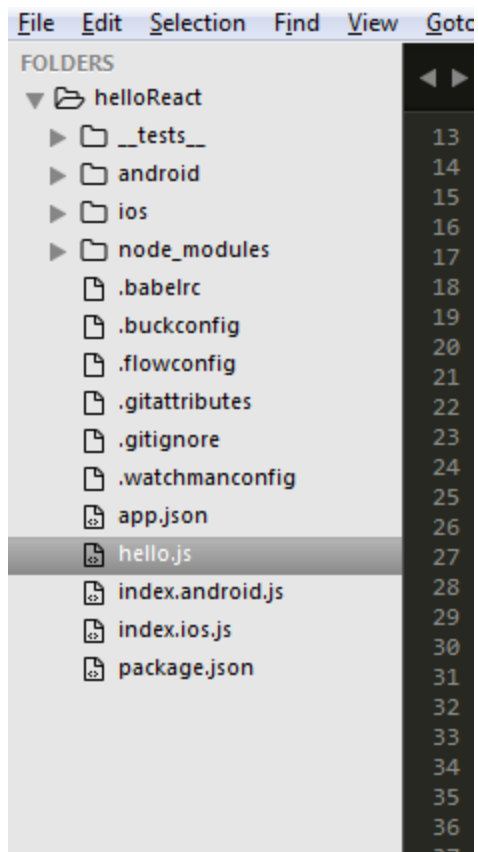 File Edit Selection Find View Goto
FOLDERS
helloReact
__tests__
android
ios
node_modules
.babelrc
.buckconfig
.flowconfig
.gitattributes
.gitignore
.watchmanconfig
app.json
hello.js
index.android.js
index.ios.js
package.json
13
14
15
16
17
18
19
20
21
22
23
24
25
26
27
28
29
30
31
32
33
34
35
36
37